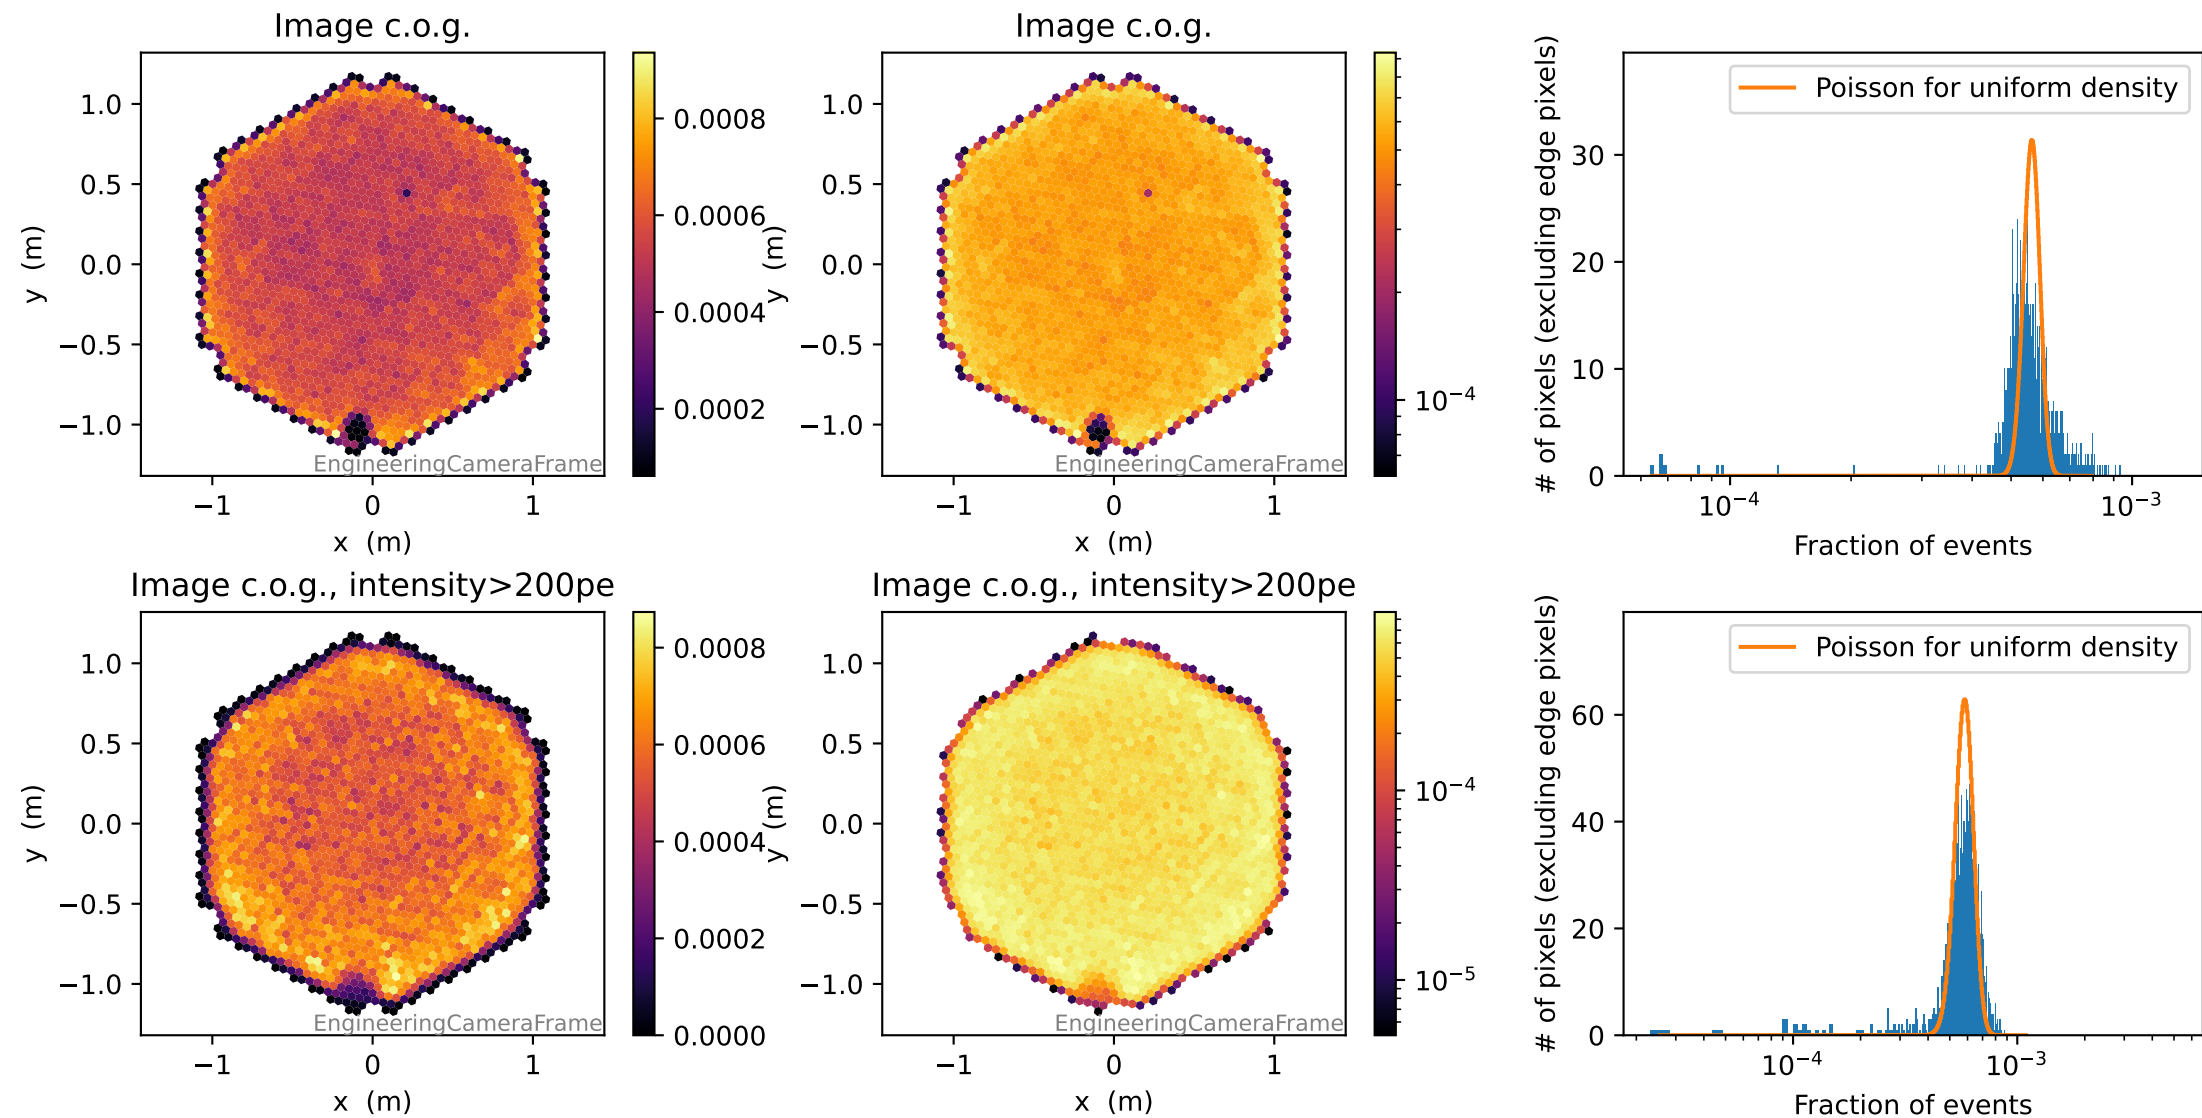 Image c.o.g.
1.0
0.5
0.0
−0.5
−1.0
y (m)
−1
0
1
x (m)
EngineeringCameraFrame
0.0008
0.0006
0.0004
0.0002
Image c.o.g.
1.0
0.5
0.0
−0.5
−1.0
y (m)
−1
0
1
x (m)
EngineeringCameraFrame
10⁻⁴
# of pixels (excluding edge pixels)
30
20
10
0
Poisson for uniform density
10⁻⁴
10⁻³
Fraction of events
Image c.o.g., intensity>200pe
1.0
0.5
0.0
−0.5
−1.0
y (m)
−1
0
1
x (m)
EngineeringCameraFrame
0.0008
0.0006
0.0004
0.0002
0.0000
Image c.o.g., intensity>200pe
1.0
0.5
0.0
−0.5
−1.0
y (m)
−1
0
1
x (m)
EngineeringCameraFrame
10⁻⁴
10⁻⁵
# of pixels (excluding edge pixels)
60
40
20
0
Poisson for uniform density
10⁻⁴
10⁻³
Fraction of events